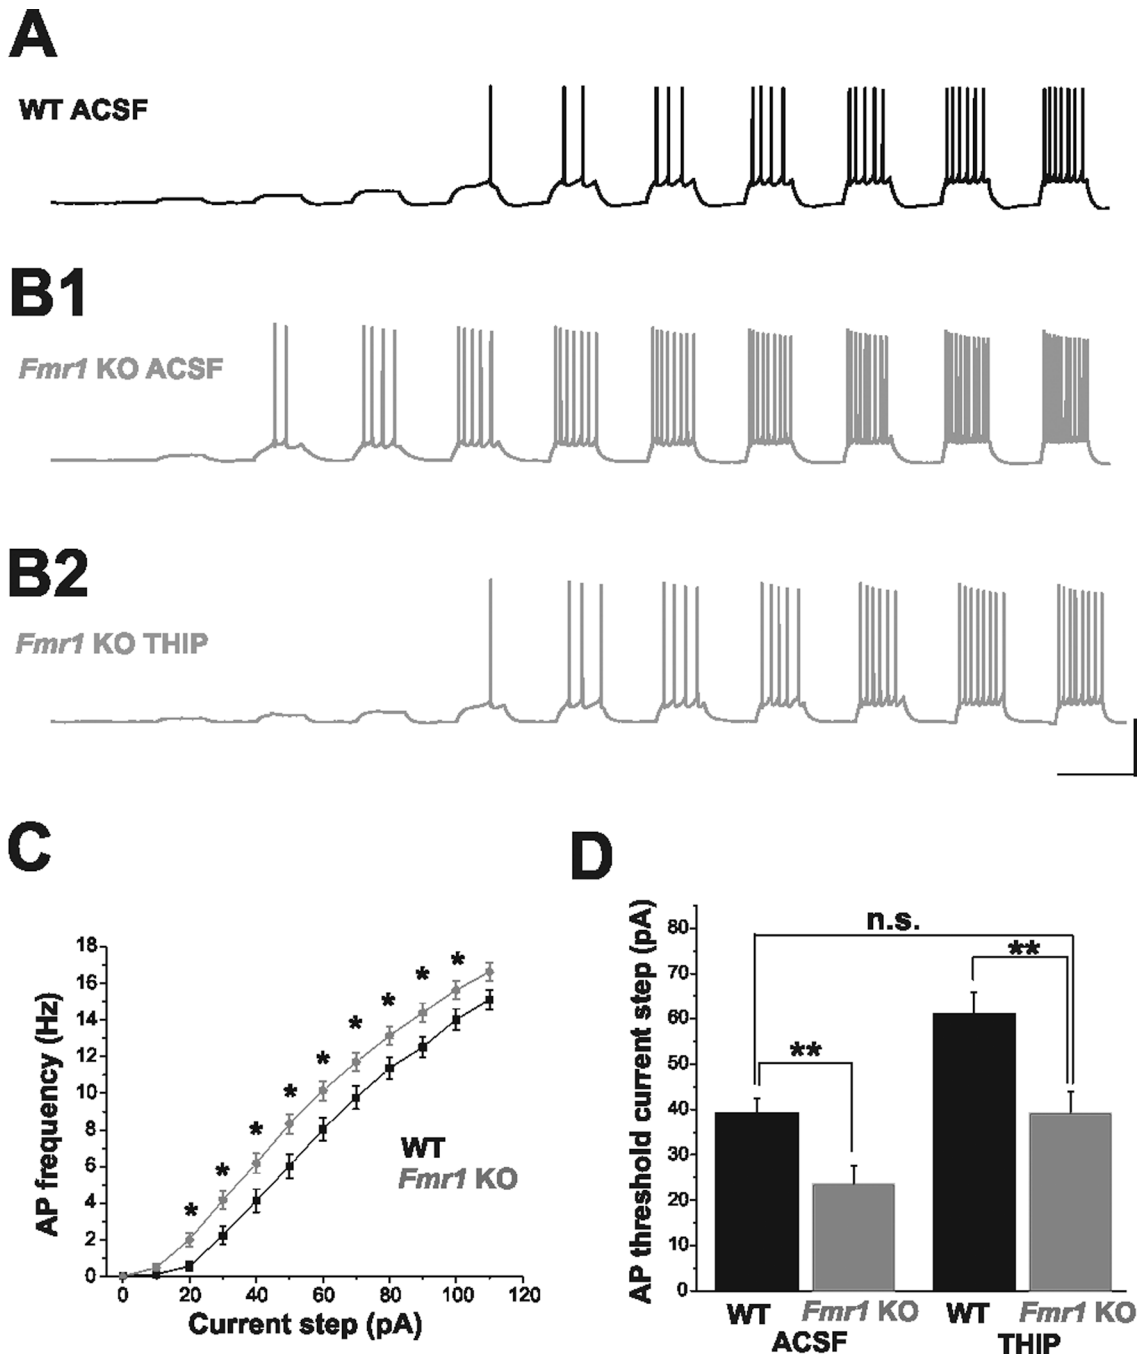 A
WT ACSF
B1
Fmr1 KO ACSF
B2
Fmr1 KO THIP
C
AP frequency (Hz)
18
16
14
12
10
8
6
4
2
0
* * * * * * * * *
WT
Fmr1 KO
0 20 40 60 80 100 120
Current step (pA)
D
AP threshold current step (pA)
80
70
60
50
40
30
20
10
0
n.s.
**
**
WT Fmr1 KO WT Fmr1 KO
ACSF THIP